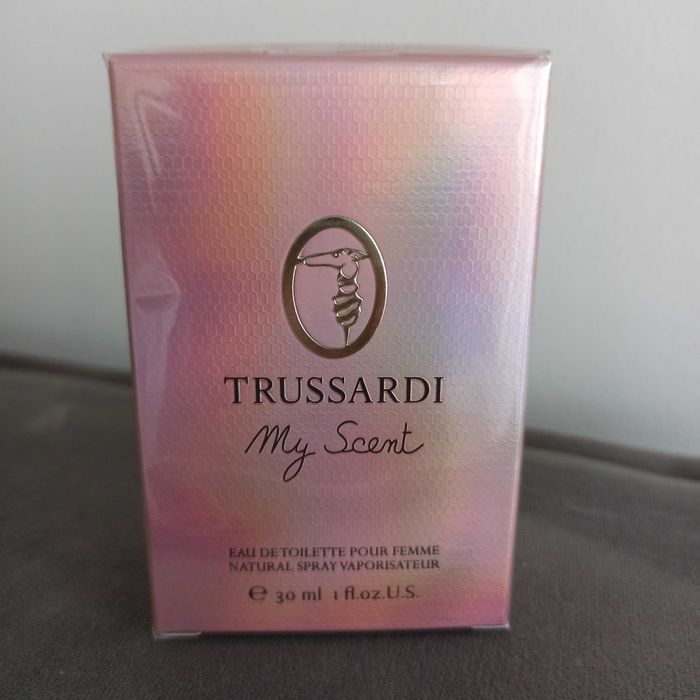 TRUSSARDI
My Scent
EAU DE TOILETTE POUR FEMME
NATURAL SPRAY VAPORISATEUR
℮ 30 ml 1 fl.oz.U.S.